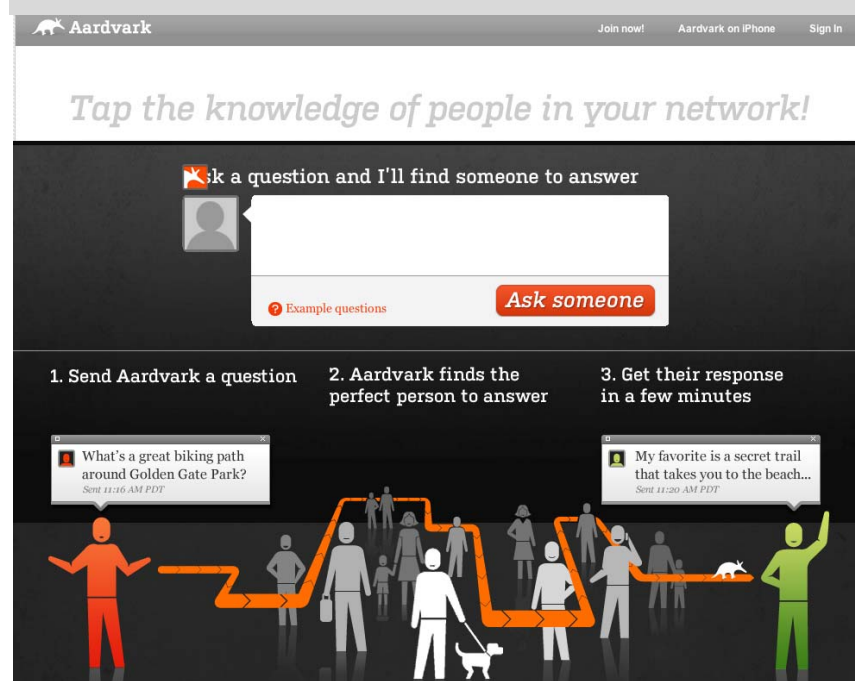 Aardvark
Join now! Aardvark on iPhone Sign In
Tap the knowledge of people in your network!
sk a question and I'll find someone to answer
? Example questions
Ask someone
1. Send Aardvark a question
2. Aardvark finds the
perfect person to answer
3. Get their response
in a few minutes
What's a great biking path
around Golden Gate Park?
Sent 11:16 AM PDT
My favorite is a secret trail
that takes you to the beach...
Sent 11:20 AM PDT